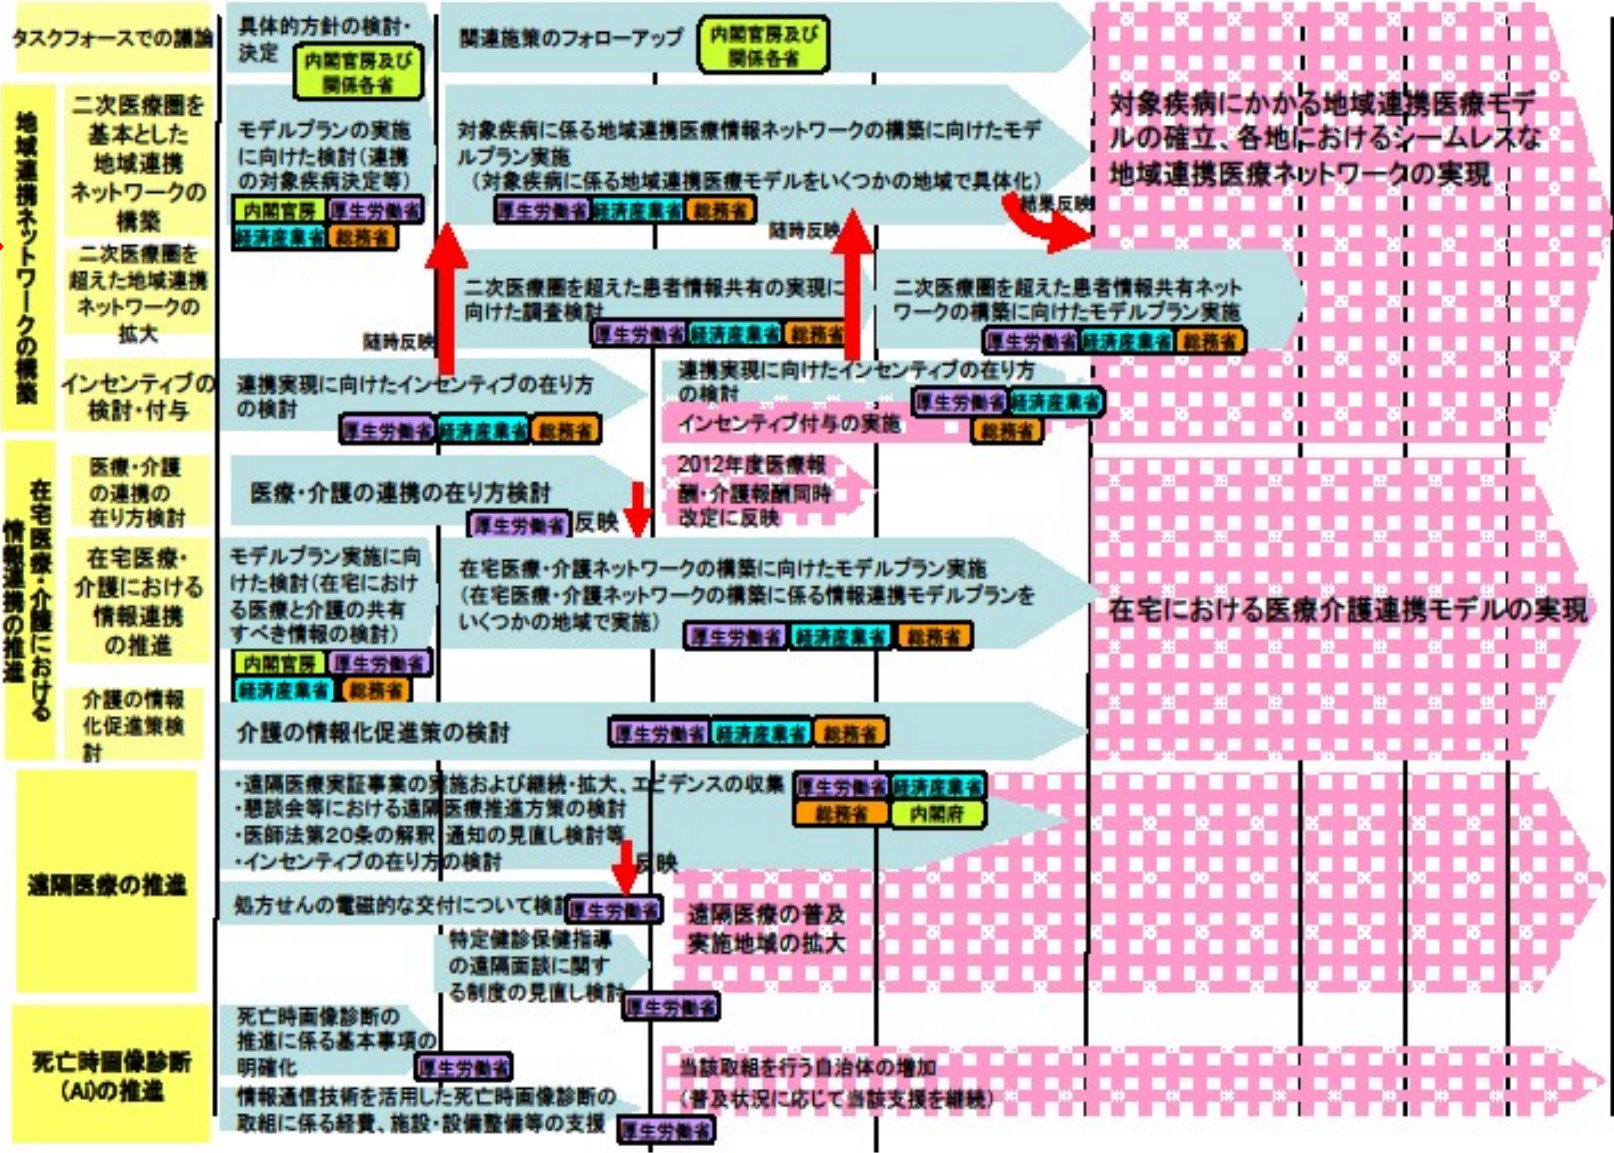 タスクフォースでの議論
具体的方針の検討・
決定
内閣官房及び
関係各省
関連施策のフォローアップ
内閣官房及び
関係各省
地域連携ネットワークの構築
二次医療圏を
基本とした
地域連携
ネットワークの
構築
モデルプランの実施
に向けた検討(連携
の対象疾病決定等)
内閣官房
厚生労働省
経済産業省
総務省
対象疾病に係る地域連携医療情報ネットワークの構築に向けたモデ
ルプラン実施
(対象疾病に係る地域連携医療モデルをいくつかの地域で具体化)
厚生労働省
経済産業省
総務省
随時反映
結果反映
対象疾病にかかる地域連携医療モデ
ルの確立、各地におけるシームレスな
地域連携医療ネットワークの実現
二次医療圏を
超えた地域連携
ネットワークの
拡大
随時反映
二次医療圏を超えた患者情報共有の実現に
向けた調査検討
厚生労働省
経済産業省
総務省
二次医療圏を超えた患者情報共有ネット
ワークの構築に向けたモデルプラン実施
厚生労働省
経済産業省
総務省
インセンティブの
検討・付与
連携実現に向けたインセンティブの在り方
の検討
厚生労働省
経済産業省
総務省
連携実現に向けたインセンティブの在り方
の検討
厚生労働省
経済産業省
インセンティブ付与の実施
総務省
在宅医療・介護における
情報連携の推進
医療・介護
の連携の
在り方検討
医療・介護の連携の在り方検討
厚生労働省
反映
2012年度医療報
酬・介護報酬同時
改定に反映
在宅医療・
介護における
情報連携
の推進
モデルプラン実施に向
けた検討(在宅におけ
る医療と介護の共有
すべき情報の検討)
内閣官房
厚生労働省
経済産業省
総務省
在宅医療・介護ネットワークの構築に向けたモデルプラン実施
(在宅医療・介護ネットワークの構築に係る情報連携モデルプランを
いくつかの地域で実施)
厚生労働省
経済産業省
総務省
在宅における医療介護連携モデルの実現
介護の情報
化促進策検
討
介護の情報化促進策の検討
厚生労働省
経済産業省
総務省
遠隔医療の推進
・遠隔医療実証事業の実施および継続・拡大、エビデンスの収集
・懇談会等における遠隔医療推進方策の検討
・医師法第20条の解釈 通知の見直し検討等
・インセンティブの在り方の検討
厚生労働省
経済産業省
総務省
内閣府
反映
処方せんの電磁的な交付について検討
厚生労働省
遠隔医療の普及
実施地域の拡大
特定健診保健指導
の遠隔面談に関す
る制度の見直し検討
厚生労働省
死亡時画像診断
(Ai)の推進
死亡時画像診断の
推進に係る基本事項の
明確化
厚生労働省
情報通信技術を活用した死亡時画像診断の
取組に係る経費、施設・設備整備等の支援
厚生労働省
当該取組を行う自治体の増加
(普及状況に応じて当該支援を継続)